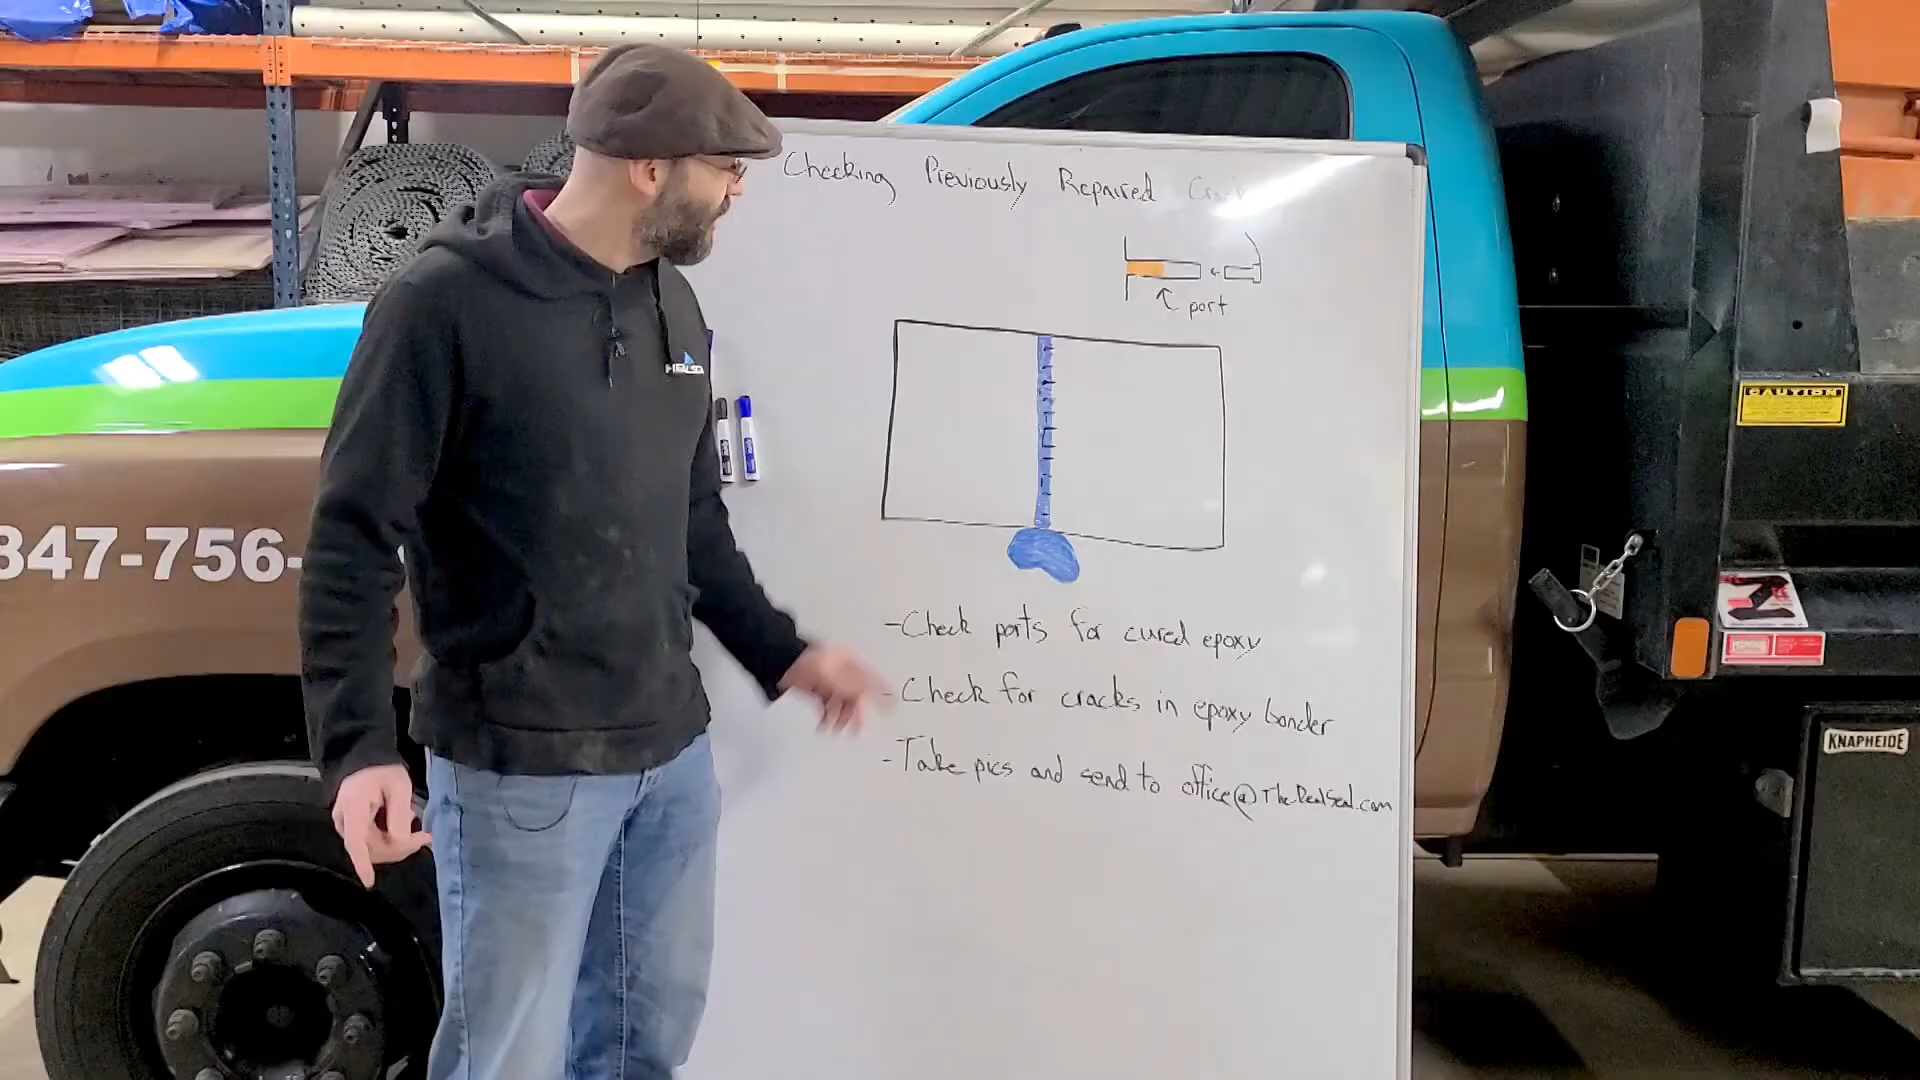 Checking Previously Repaired
port
-Check ports for cured epoxy
-Check for cracks in epoxy bonder
-Take pics and send to office@TheRealSeal.com
847-756-
CAUTION
KNAPHEIDE